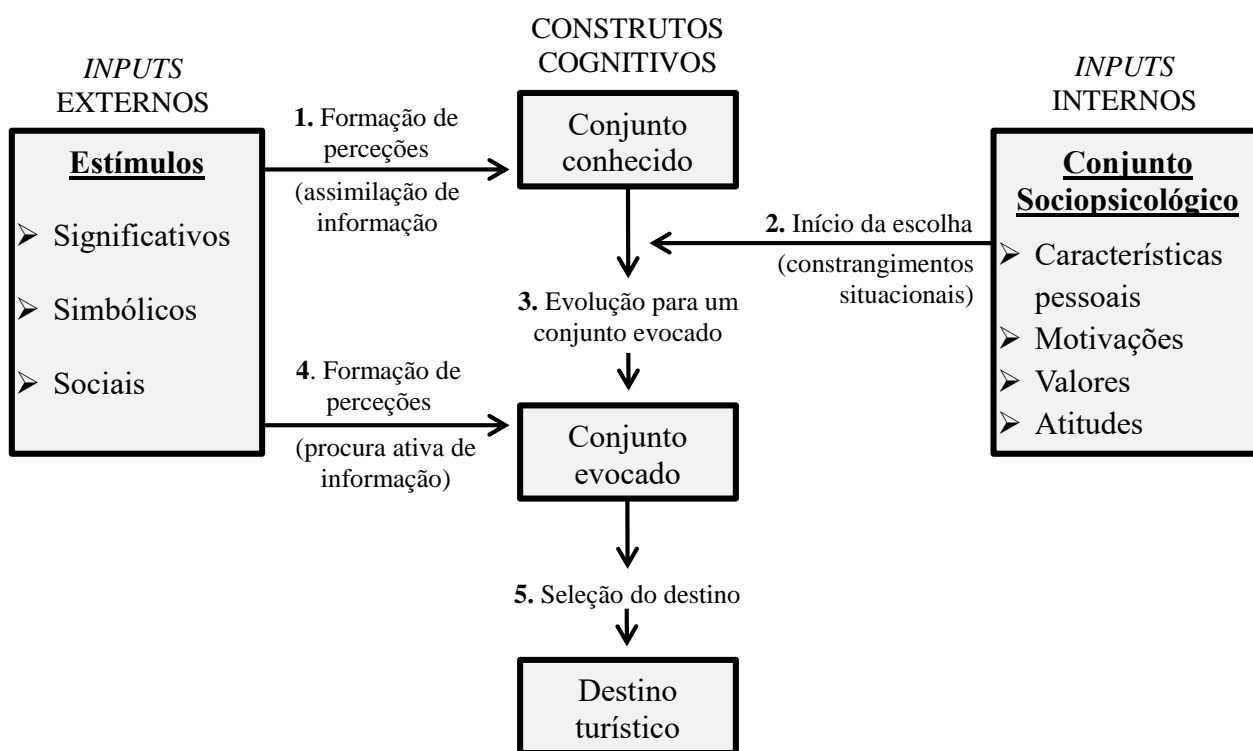 INPUTS
EXTERNOS
Estímulos
➢ Significativos
➢ Simbólicos
➢ Sociais
1. Formação de
perceções
(assimilação de
informação
4. Formação de
perceções
(procura ativa de
informação)
CONSTRUTOS
COGNITIVOS
Conjunto
conhecido
3. Evolução para um
conjunto evocado
Conjunto
evocado
5. Seleção do destino
Destino
turístico
2. Início da escolha
(constrangimentos
situacionais)
INPUTS
INTERNOS
Conjunto
Sociopsicológico
➢ Características
pessoais
➢ Motivações
➢ Valores
➢ Atitudes